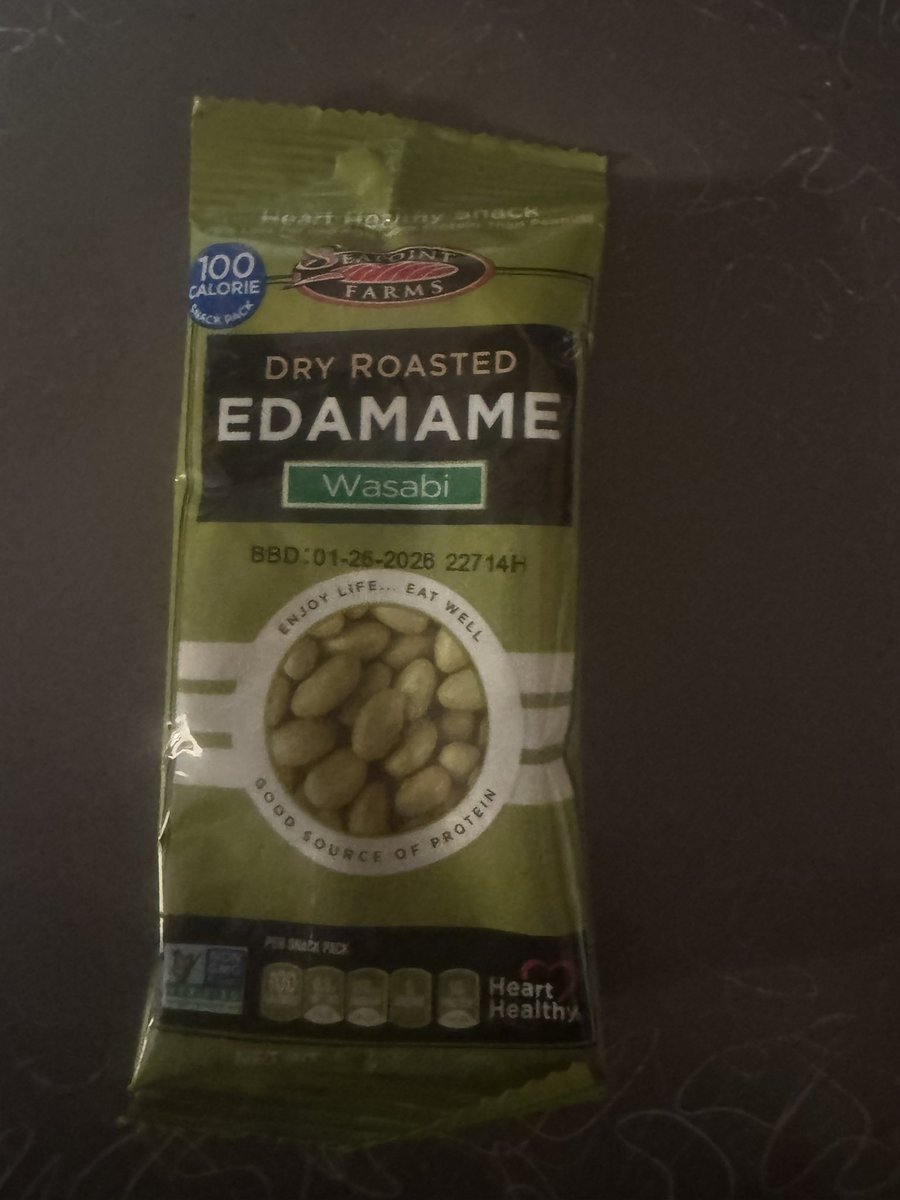 Heart Healthy Snack
100
CALORIE
SNACK PACK
SEAPOINT
FARMS
DRY ROASTED
EDAMAME
Wasabi
BBD:01-26-2026 22714H
ENJOY LIFE... EAT WELL
GOOD SOURCE OF PROTEIN
PER SNACK PACK
100
Heart
Healthy